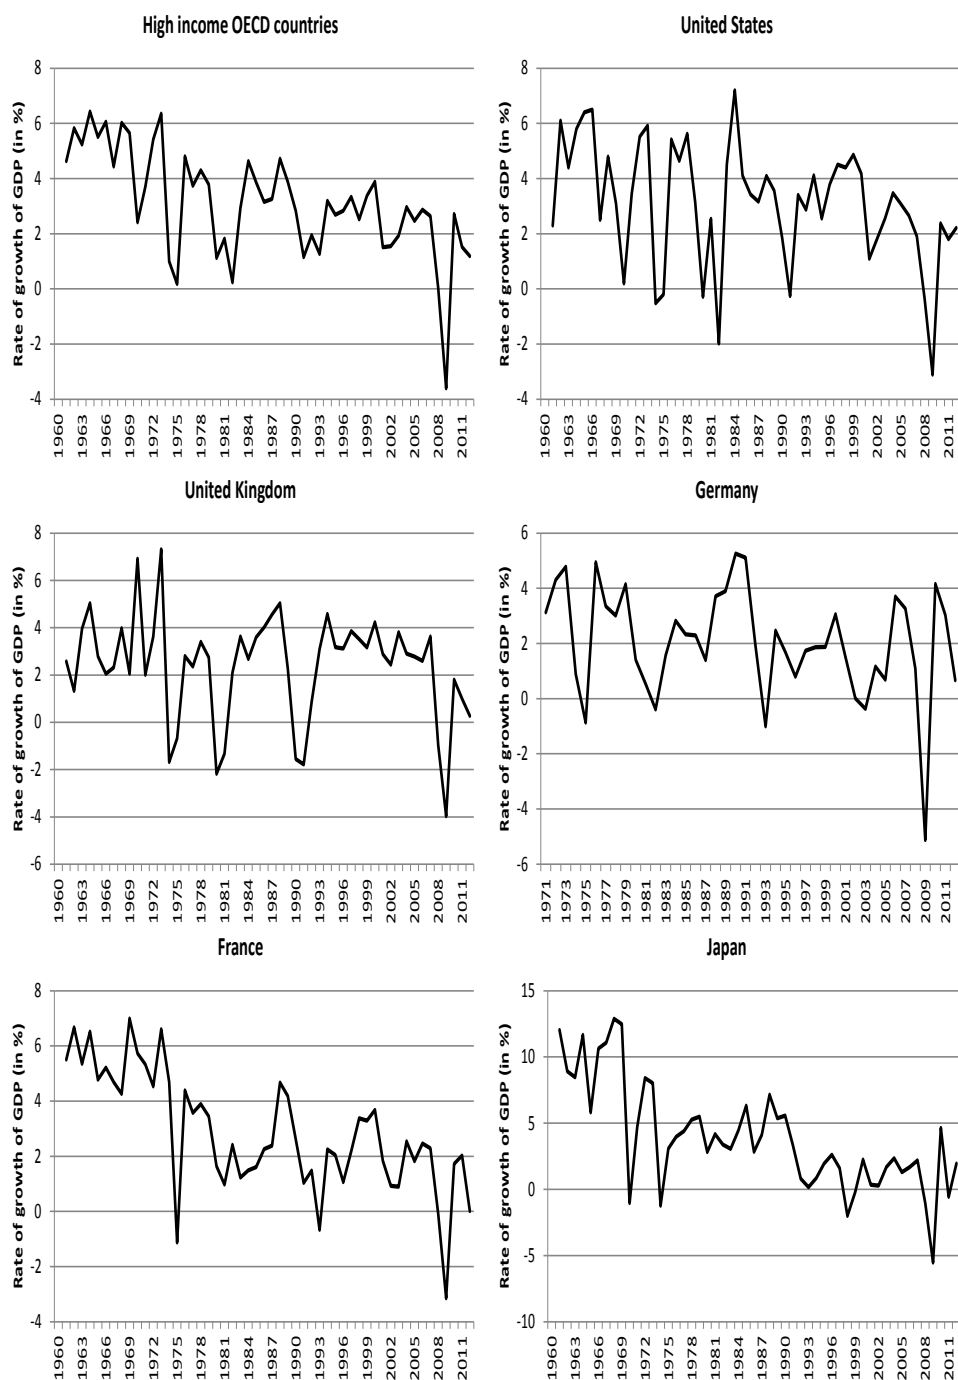 High income OECD countries
Rate of growth of GDP (in %)
8
6
4
2
0
-2
-4
1960 1963 1966 1969 1972 1975 1978 1981 1984 1987 1990 1993 1996 1999 2002 2005 2008 2011
United States
Rate of growth of GDP (in %)
8
6
4
2
0
-2
-4
1960 1963 1966 1969 1972 1975 1978 1981 1984 1987 1990 1993 1996 1999 2002 2005 2008 2011
United Kingdom
Rate of growth of GDP (in %)
8
6
4
2
0
-2
-4
-6
1960 1963 1966 1969 1972 1975 1978 1981 1984 1987 1990 1993 1996 1999 2002 2005 2008 2011
Germany
Rate of growth of GDP (in %)
6
4
2
0
-2
-4
-6
1971 1973 1975 1977 1979 1981 1983 1985 1987 1989 1991 1993 1995 1997 1999 2001 2003 2005 2007 2009 2011
France
Rate of growth of GDP (in %)
8
6
4
2
0
-2
-4
1960 1963 1966 1969 1972 1975 1978 1981 1984 1987 1990 1993 1996 1999 2002 2005 2008 2011
Japan
Rate of growth of GDP (in %)
15
10
5
0
-5
-10
1960 1963 1966 1969 1972 1975 1978 1981 1984 1987 1990 1993 1996 1999 2002 2005 2008 2011